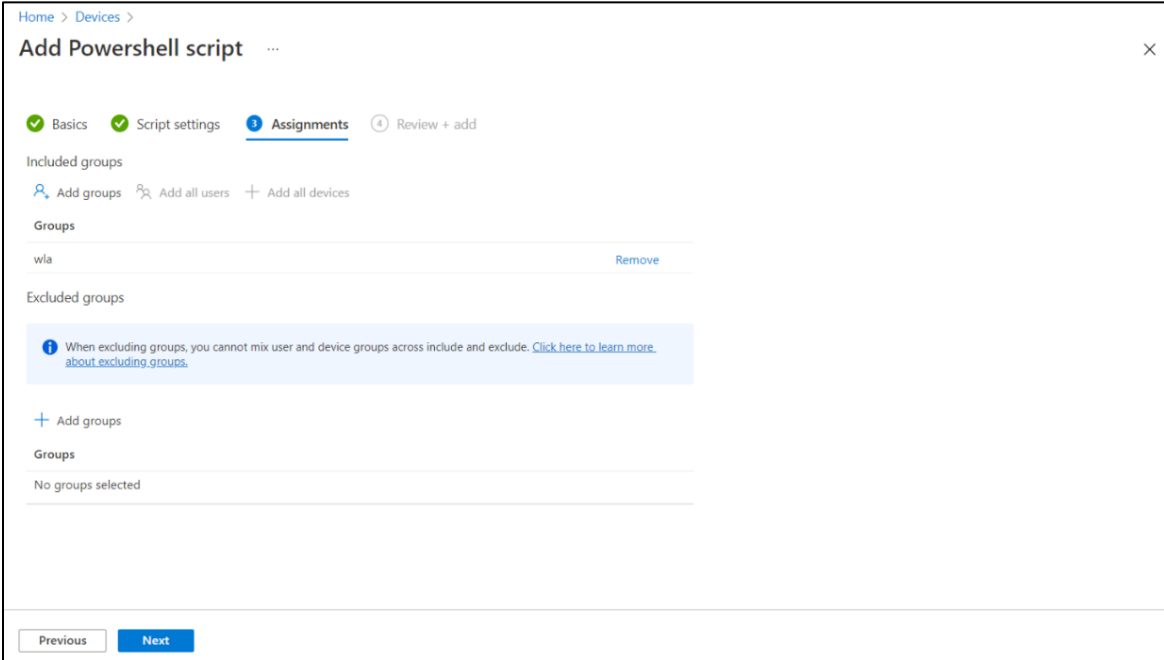 Home > Devices >
Add Powershell script ...
Basics Script settings 3 Assignments 4 Review + add
Included groups
Add groups Add all users Add all devices
Groups
wla Remove
Excluded groups
When excluding groups, you cannot mix user and device groups across include and exclude. Click here to learn more
about excluding groups.
Add groups
Groups
No groups selected
Previous Next